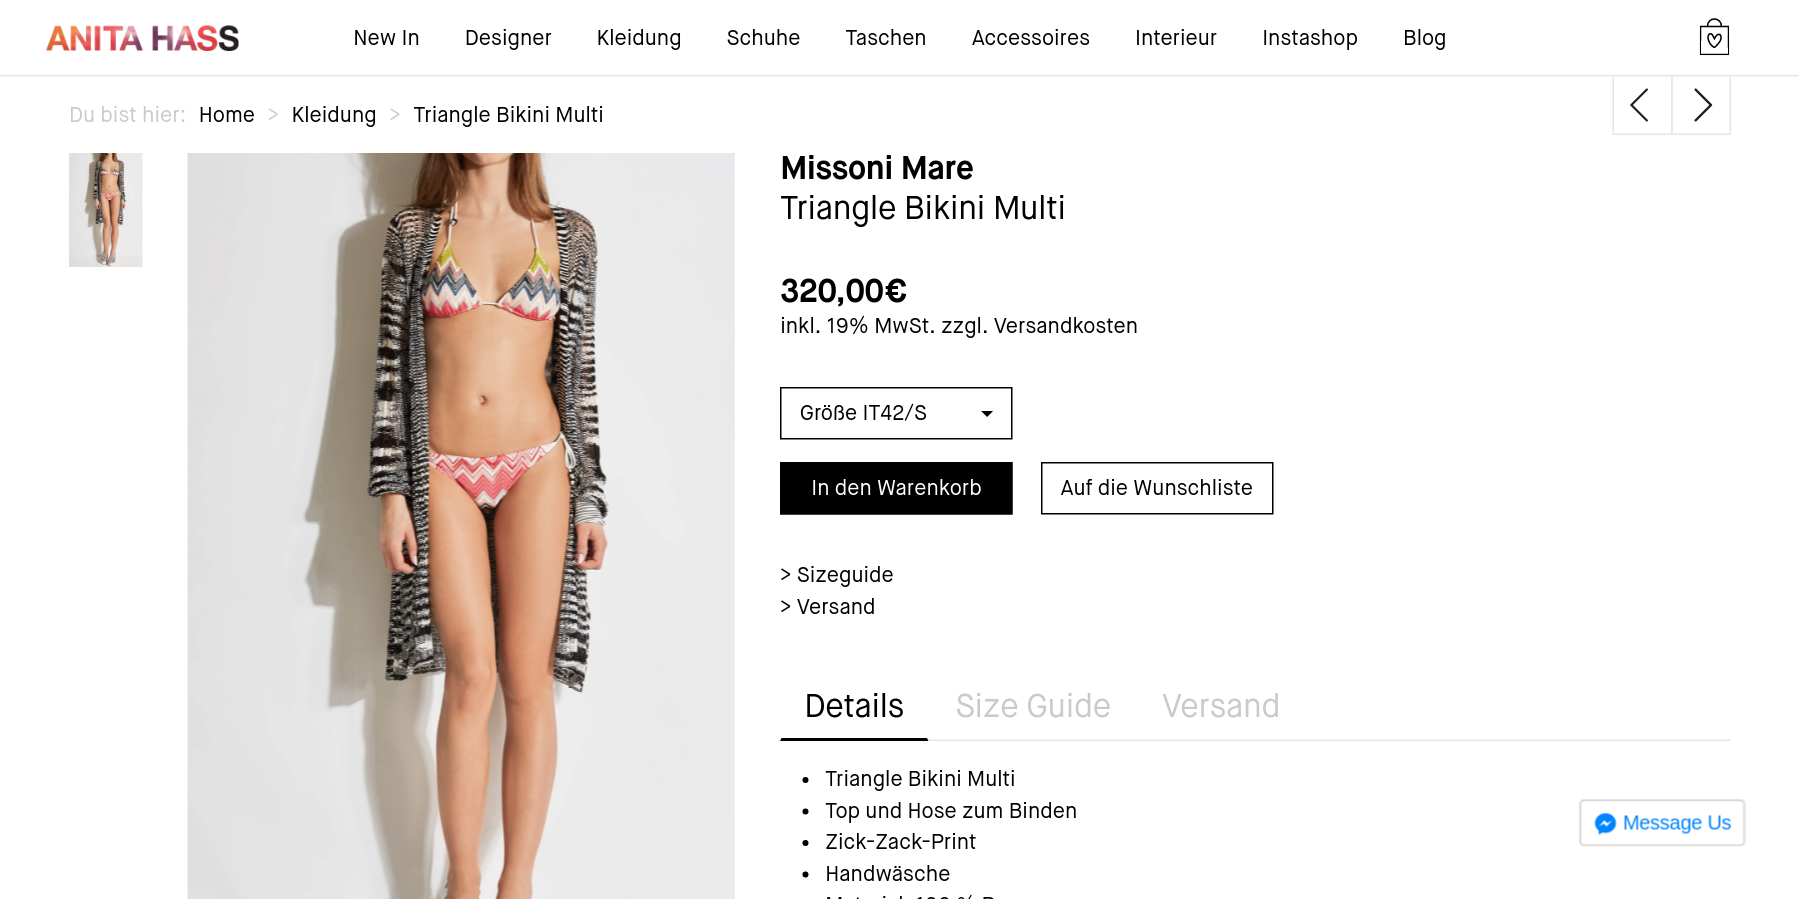 ANITA HASS
New In Designer Kleidung Schuhe Taschen Accessoires Interieur Instashop Blog
Du bist hier: Home > Kleidung > Triangle Bikini Multi
Missoni Mare
Triangle Bikini Multi
320,00€
inkl. 19% MwSt. zzgl. Versandkosten
Größe IT42/S
In den Warenkorb Auf die Wunschliste
> Sizeguide
> Versand
Details Size Guide Versand
• Triangle Bikini Multi
• Top und Hose zum Binden
• Zick-Zack-Print
• Handwäsche
Message Us